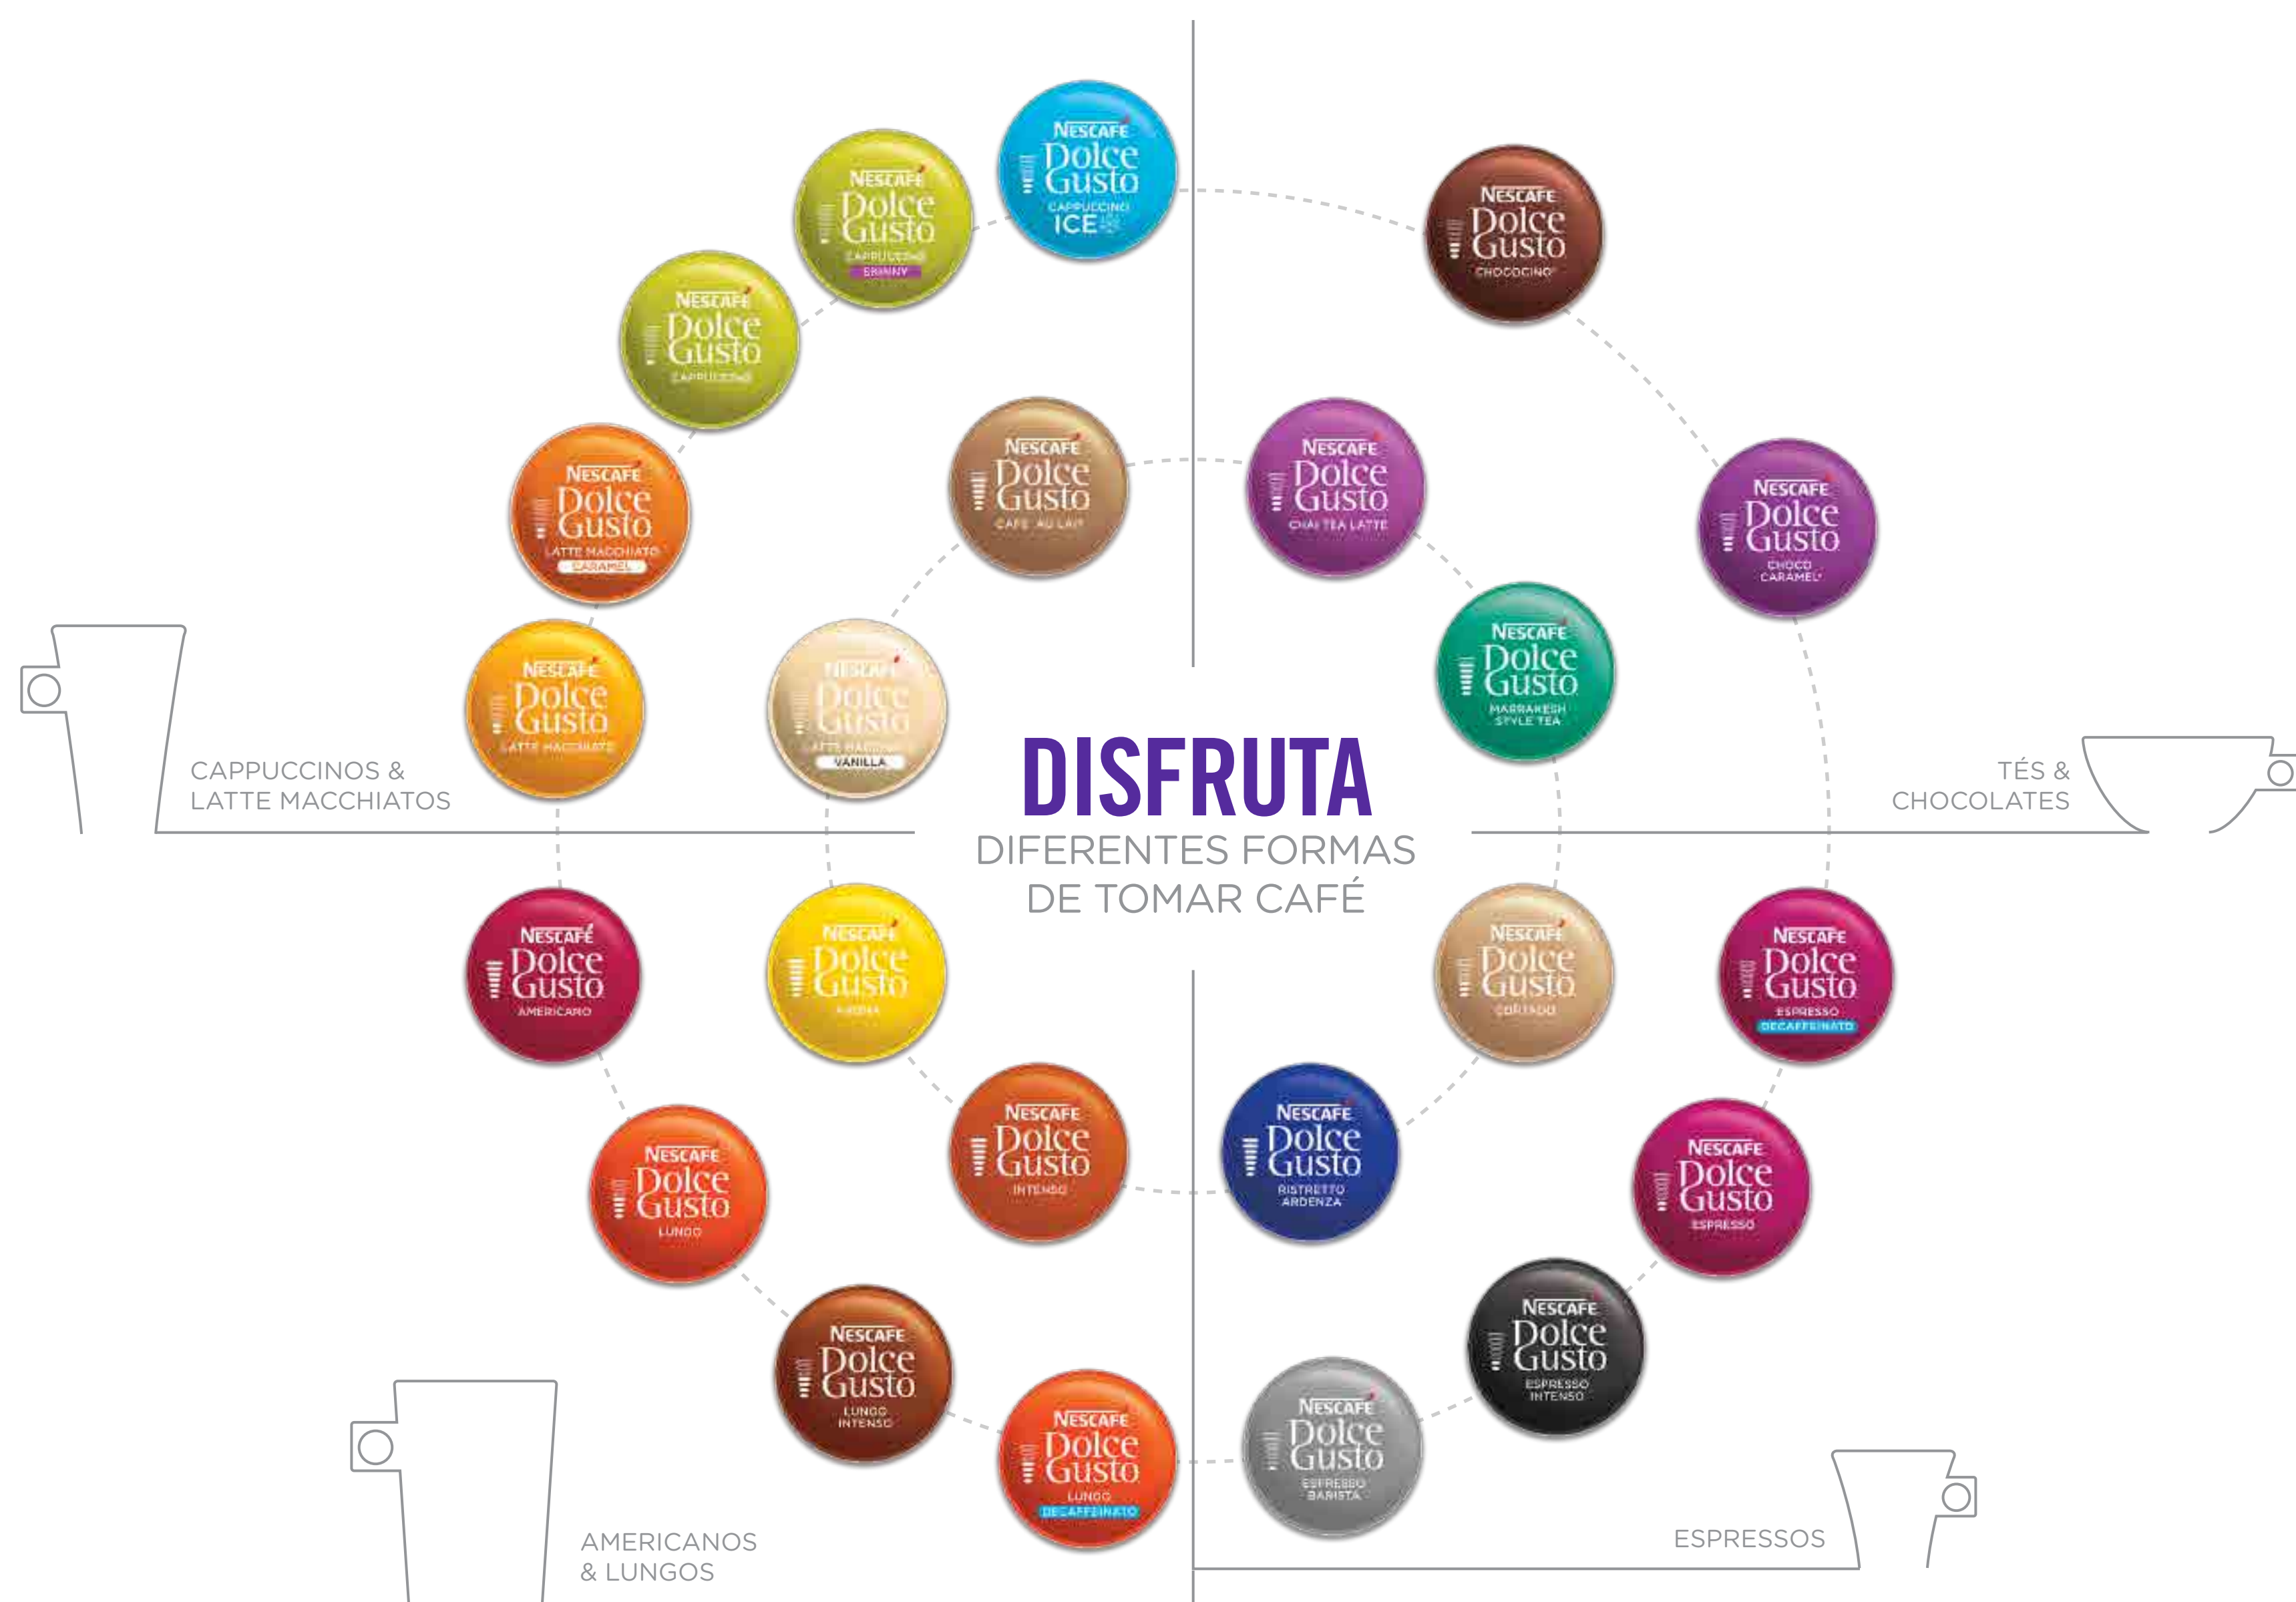 NESCAFÉ
Dolce
Gusto
CAPPUCCINO
ICE
NESCAFÉ
Dolce
Gusto
CAPPUCCINO
SKINNY
NESCAFÉ
Dolce
Gusto
CAPPUCCINO
NESCAFÉ
Dolce
Gusto
LATTE MACCHIATO
CARAMEL
NESCAFÉ
Dolce
Gusto
LATTE MACCHIATO
NESCAFÉ
Dolce
Gusto
CAFÉ AU LAIT
NESCAFÉ
Dolce
Gusto
LATTE MACCHIATO
VANILLA
CAPPUCCINOS &
LATTE MACCHIATOS
NESCAFÉ
Dolce
Gusto
CHOCOCINO
NESCAFÉ
Dolce
Gusto
CHAI TEA LATTE
NESCAFÉ
Dolce
Gusto
CHOCO
CARAMEL
NESCAFÉ
Dolce
Gusto
MARRAKESH
STYLE TEA
TÉS &
CHOCOLATES
DISFRUTA
DIFERENTES FORMAS
DE TOMAR CAFÉ
NESCAFÉ
Dolce
Gusto
AMERICANO
NESCAFÉ
Dolce
Gusto
AROMA
NESCAFÉ
Dolce
Gusto
INTENSO
NESCAFÉ
Dolce
Gusto
LUNGO
NESCAFÉ
Dolce
Gusto
LUNGO
INTENSO
NESCAFÉ
Dolce
Gusto
LUNGO
DECAFFEINATO
AMERICANOS
& LUNGOS
NESCAFÉ
Dolce
Gusto
CORTADO
NESCAFÉ
Dolce
Gusto
ESPRESSO
DECAFFEINATO
NESCAFÉ
Dolce
Gusto
RISTRETTO
ARDENZA
NESCAFÉ
Dolce
Gusto
ESPRESSO
NESCAFÉ
Dolce
Gusto
ESPRESSO
INTENSO
NESCAFÉ
Dolce
Gusto
ESPRESSO
BARISTA
ESPRESSOS